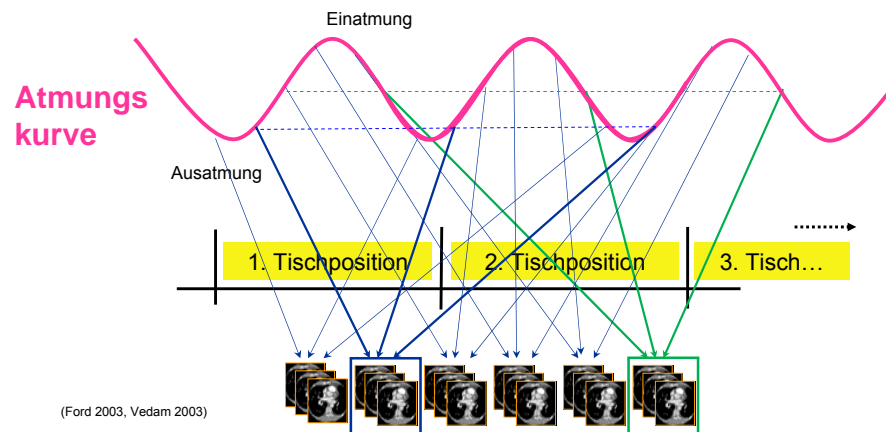 Einatmung
Atmungs
kurve
Ausatmung
1. Tischposition
2. Tischposition
3. Tisch…
(Ford 2003, Vedam 2003)